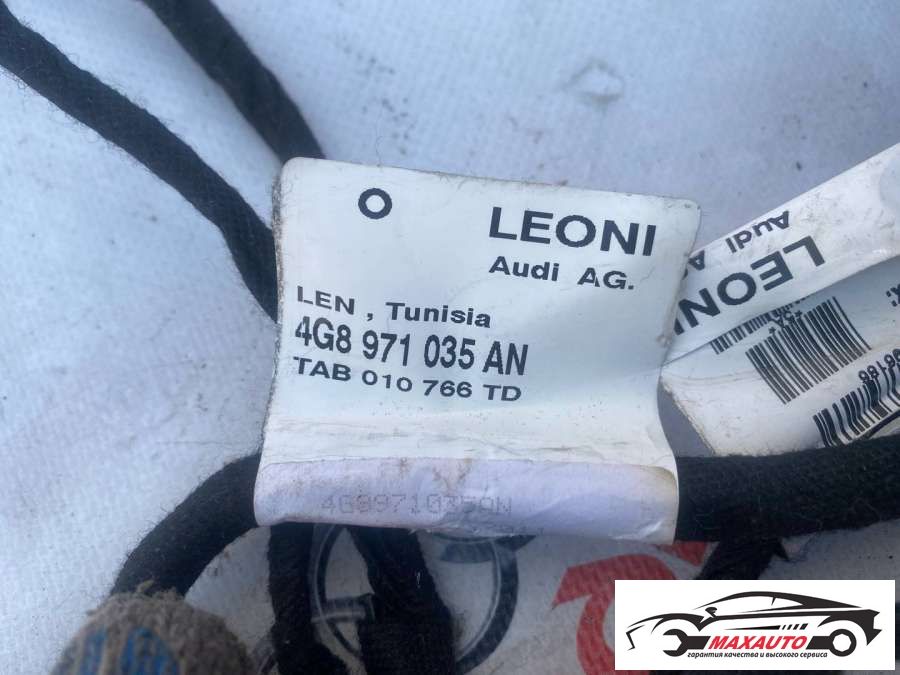 O
LEONI
Audi AG.
LEN , Tunisia
4G8 971 035 AN
TAB 010 766 TD
4G8971035AN
Audi A
LEONI
MAXAUTO
гарантия качества и высокого сервиса